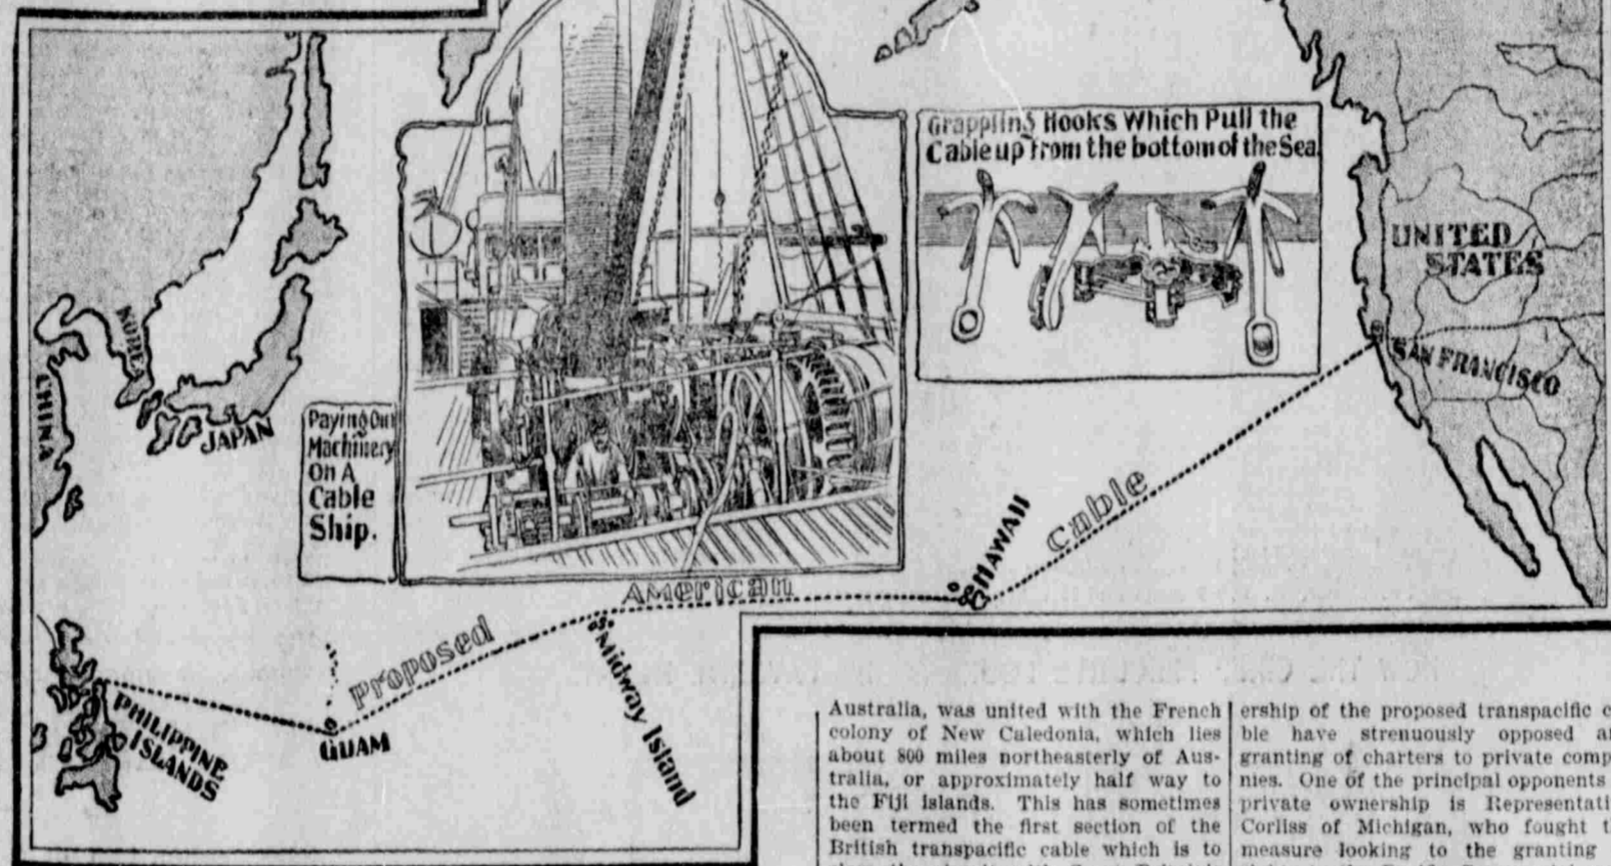 Grappling Hooks Which Pull the
Cable up from the bottom of the Sea
UNITED
STATES
SAN FRANCISCO
KOREA
CHINA
JAPAN
Paying Out
Machinery
On A
Cable
Ship.
HAWAII
Proposed American Cable
Midway Island
GUAM
PHILIPPINE
ISLANDS
Australia, was united with the French
colony of New Caledonia, which lies
about 800 miles northeasterly of Aus-
tralia, or approximately half way to
the Fiji islands. This has sometimes
been termed the first section of the
British transpacific cable which is to
ership of the proposed transpacific
ble have strenuously opposed
granting of charters to private
nies. One of the principal opponents
private ownership is
Corliss of Michigan, who fought
measure looking to the granting